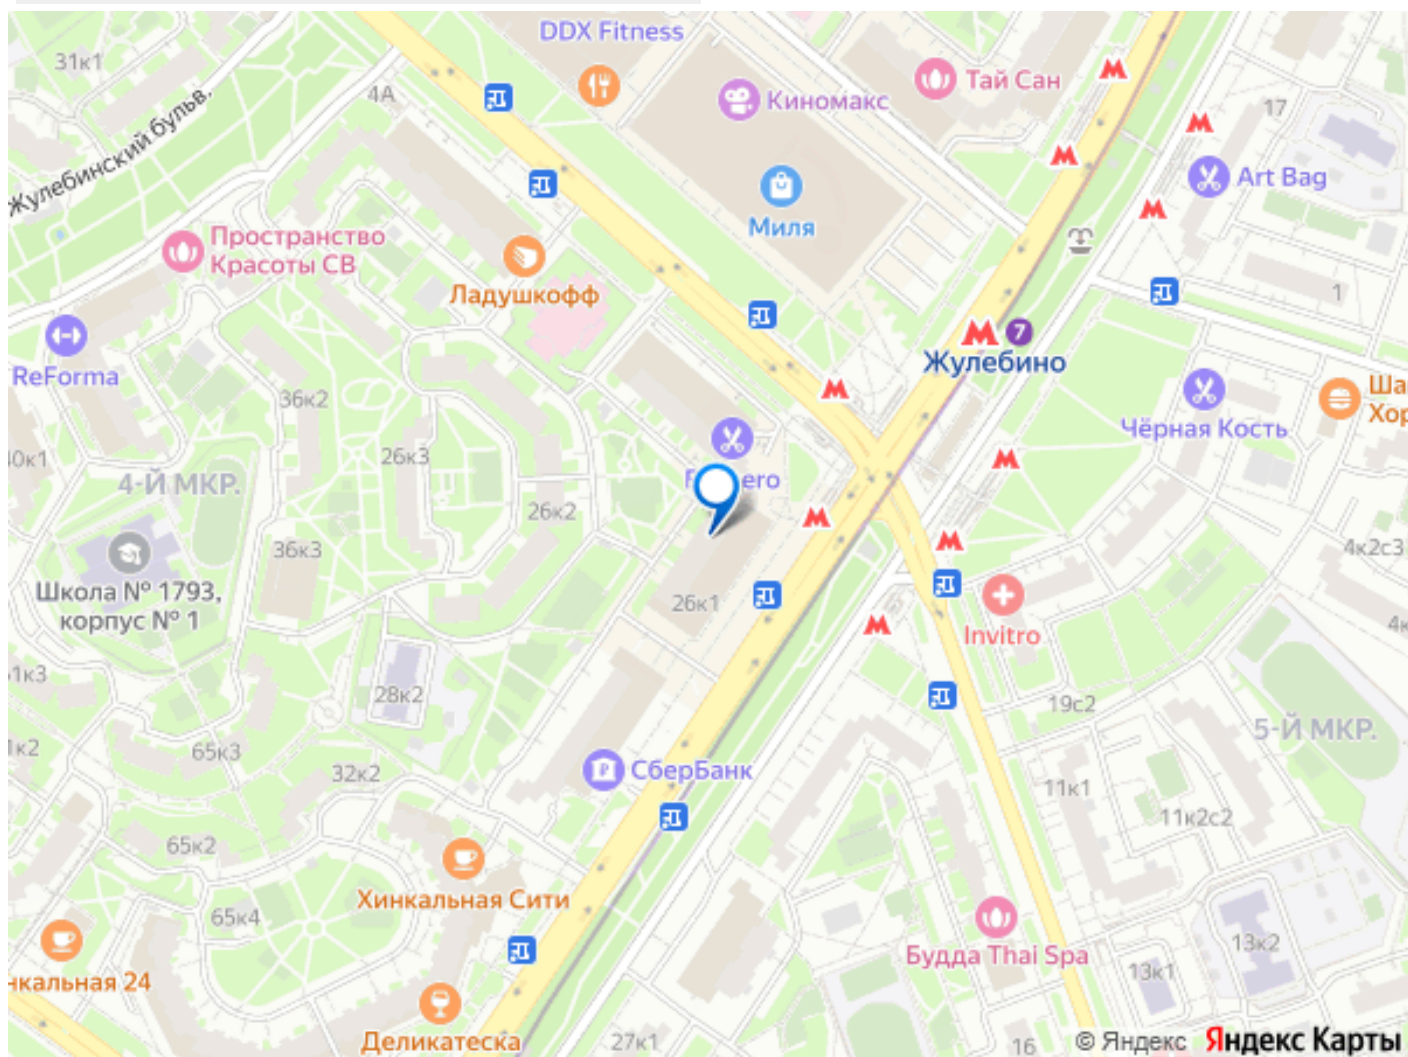 DDX Fitness
31к1
4А
Тай Сан
Киномакс
17
Жулебинский бульв.
Art Bag
Миля
Пространство
Красоты СВ
Ладушкофф
1
7
Жулебино
ReForma
36к2
Чёрная Кость
26к3
4-Й МКР.
26к2
36к3
4к2с3
Школа № 1793,
корпус № 1
26к1
Invitro
28к2
19с2
5-Й МКР.
65к3
32к2
СберБанк
11к1
11к2с2
65к2
Хинкальная Сити
65к4
Будда Thai Spa
13к2
13к1
24
Деликатеска
27к1
16
© Яндекс Яндекс Карты